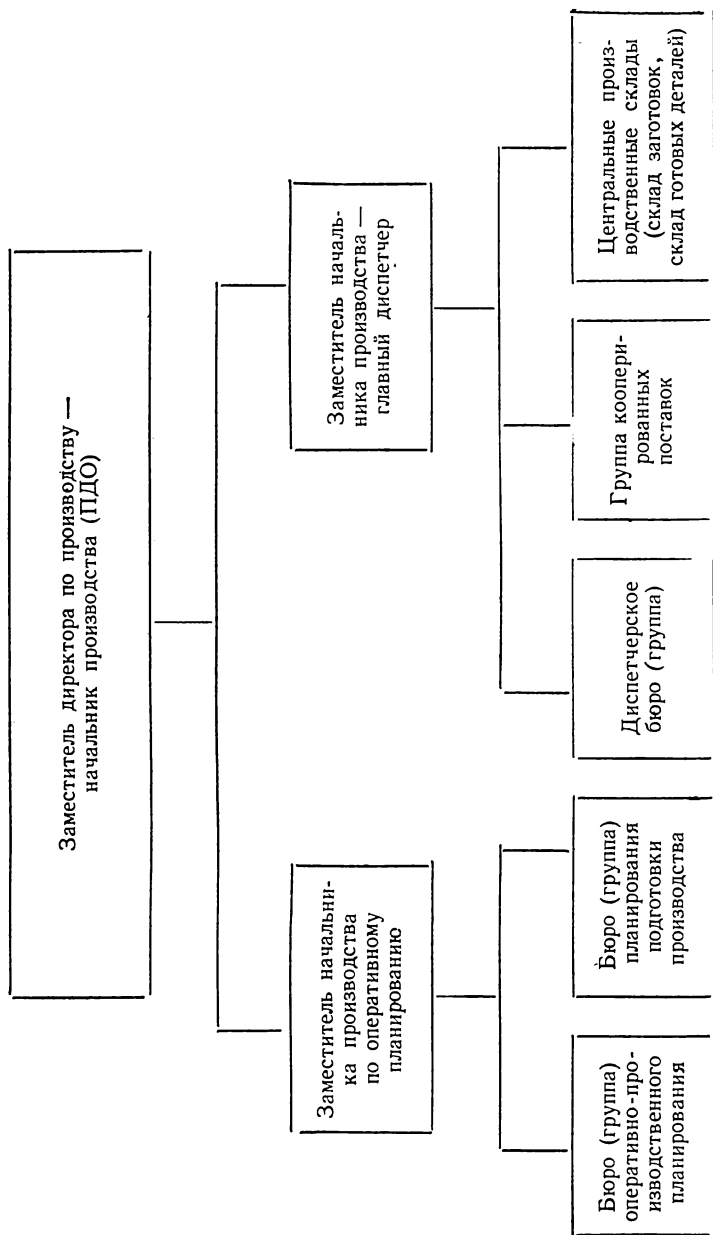 Заместитель директора по производству —
начальник производства (ПДО)
Заместитель начальни-
ка производства
по оперативному
планированию
Заместитель началь-
ника производства —
главный диспетчер
Бюро (группа)
оперативно-про-
изводственного
планирования
Бюро (группа)
планирования
подготовки
производства
Диспетчерское
бюро (группа)
Группа коопери-
рованных
поставок
Центральные произ-
водственные склады
(склад заготовок,
склад готовых деталей)